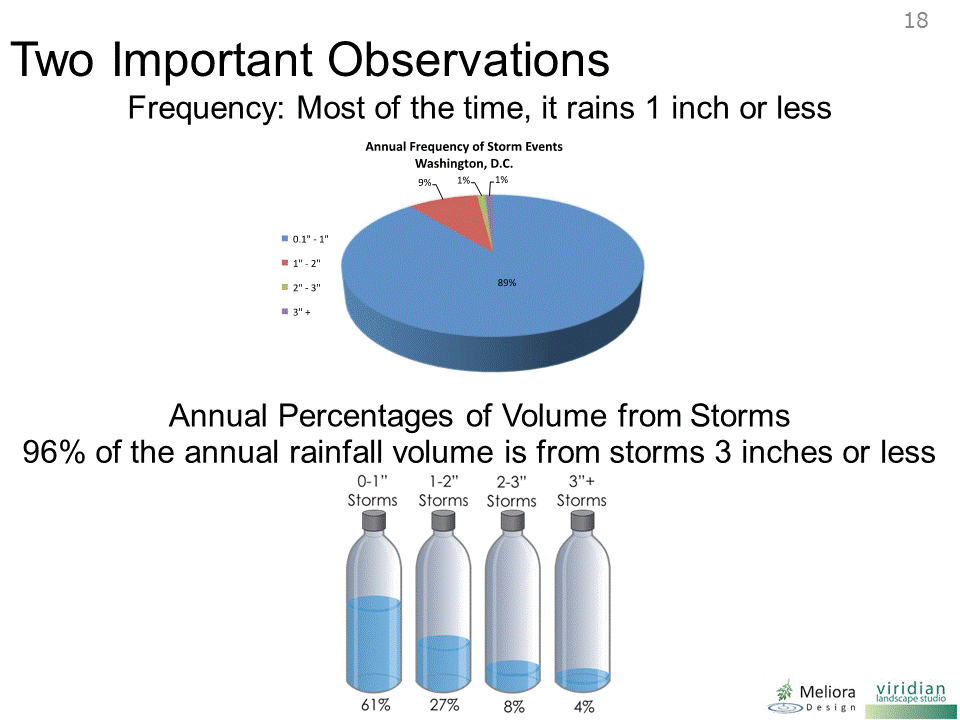 18
Two Important Observations
Frequency: Most of the time, it rains 1 inch or less
Annual Frequency of Storm Events
Washington, D.C.
9% 1% 1%
0.1" - 1"
1" - 2"
2" - 3"
3" +
89%
Annual Percentages of Volume from Storms
96% of the annual rainfall volume is from storms 3 inches or less
0-1” 1-2” 2-3” 3”+
Storms Storms Storms Storms
61% 27% 8% 4%
Meliora
Design
viridian
landscape studio